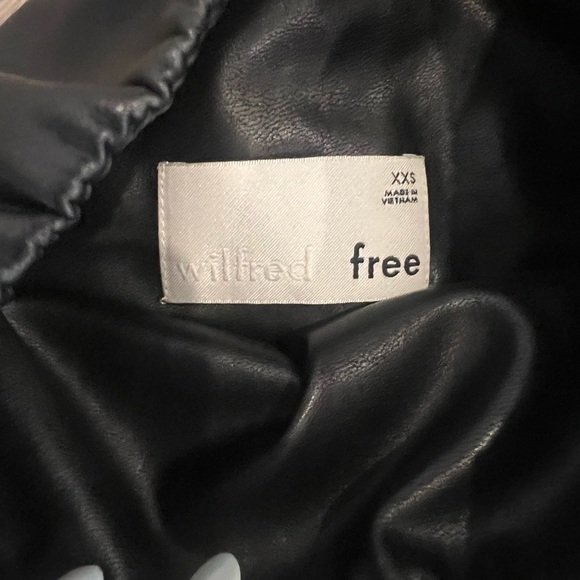 XXS
MADE IN
VIETNAM
wilfred free